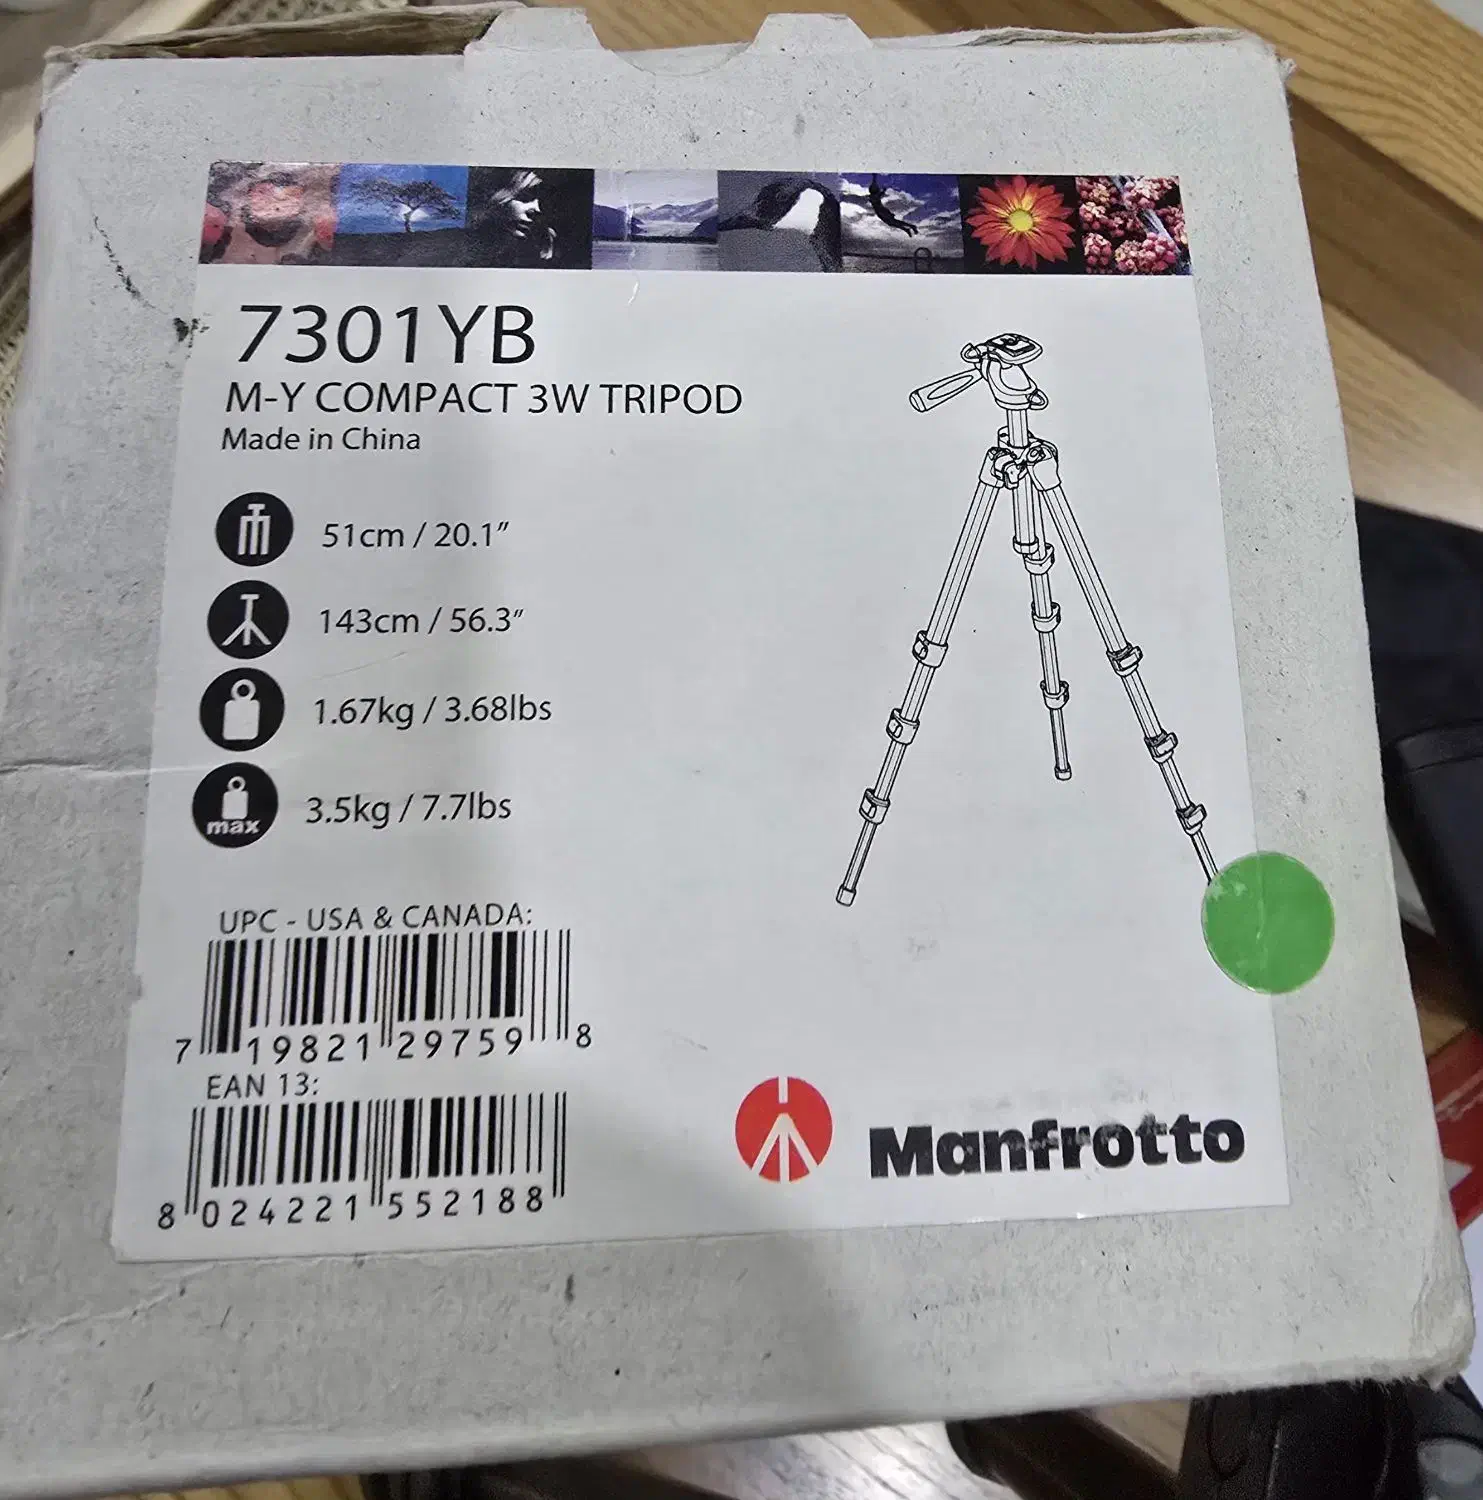 7301YB
M-Y COMPACT 3W TRIPOD
Made in China
51cm / 20.1"
143cm / 56.3"
1.67kg / 3.68lbs
max 3.5kg / 7.7lbs
UPC - USA & CANADA:
7 19821 29759 8
EAN 13:
8 024221 552188
Manfrotto